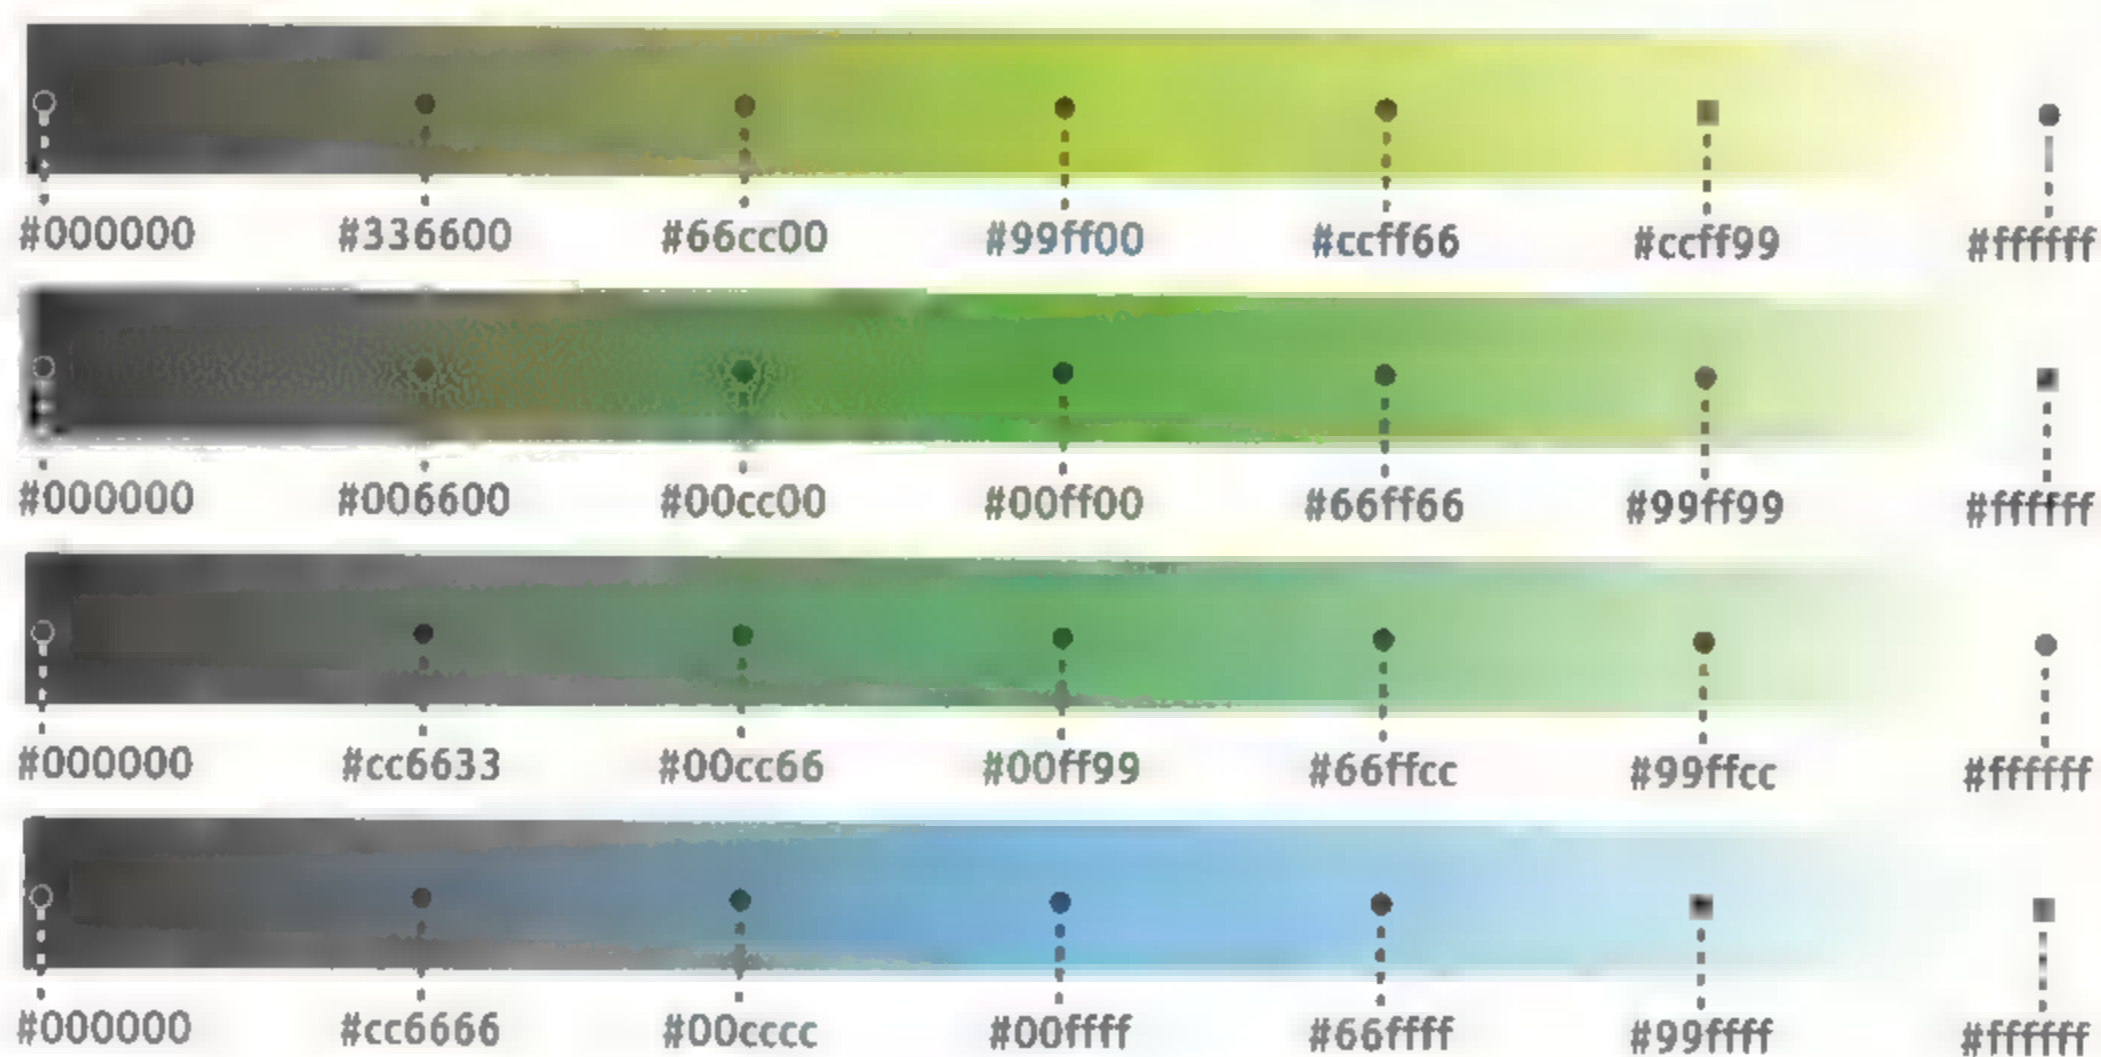 #000000 #336600 #66cc00 #99ff00 #ccff66 #ccff99 #ffffff
#000000 #006600 #00cc00 #00ff00 #66ff66 #99ff99 #ffffff
#000000 #cc6633 #00cc66 #00ff99 #66ffcc #99ffcc #ffffff
#000000 #cc6666 #00cccc #00ffff #66ffff #99ffff #ffffff